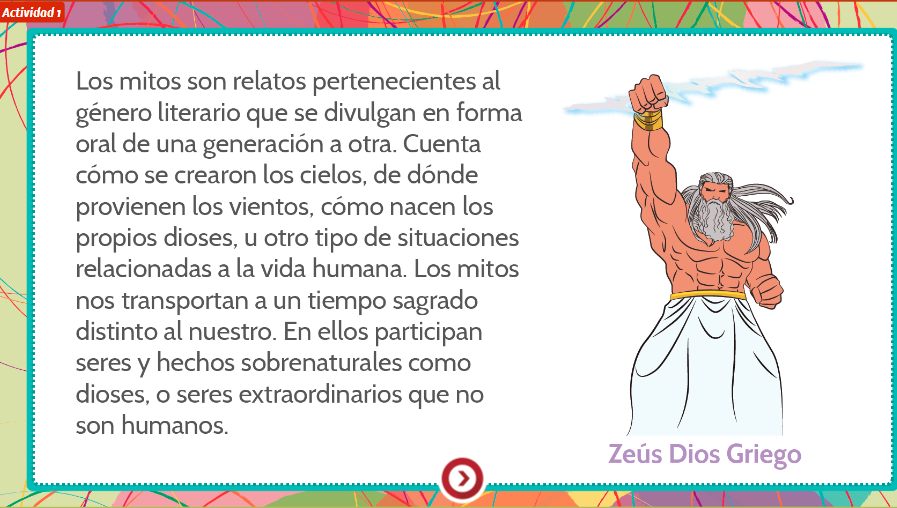 Actividad 1
Los mitos son relatos pertenecientes al
género literario que se divulgan en forma
oral de una generación a otra. Cuenta
cómo se crearon los cielos, de dónde
provienen los vientos, cómo nacen los
propios dioses, u otro tipo de situaciones
relacionadas a la vida humana. Los mitos
nos transportan a un tiempo sagrado
distinto al nuestro. En ellos participan
seres y hechos sobrenaturales como
dioses, o seres extraordinarios que no
son humanos.
Zeús Dios Griego